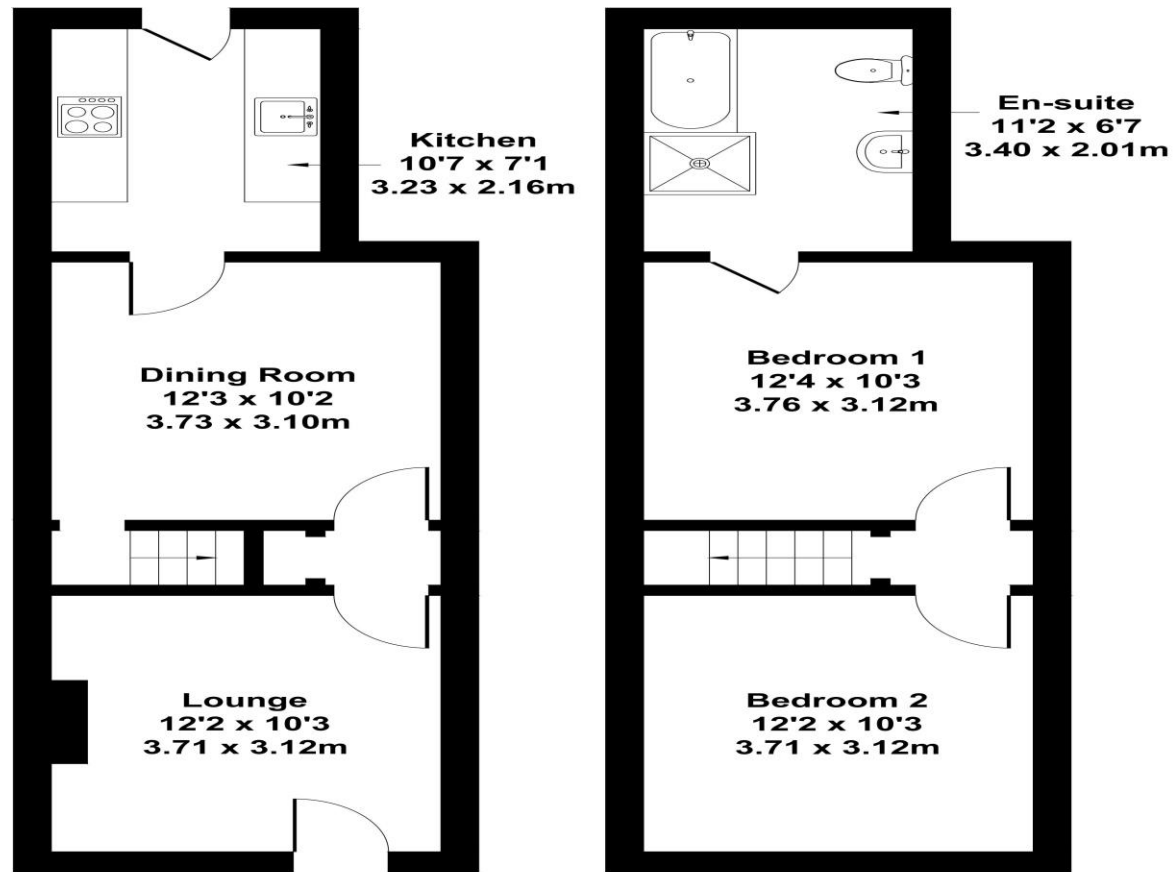 Kitchen
10'7 x 7'1
3.23 x 2.16m
Dining Room
12'3 x 10'2
3.73 x 3.10m
Lounge
12'2 x 10'3
3.71 x 3.12m
En-suite
11'2 x 6'7
3.40 x 2.01m
Bedroom 1
12'4 x 10'3
3.76 x 3.12m
Bedroom 2
12'2 x 10'3
3.71 x 3.12m